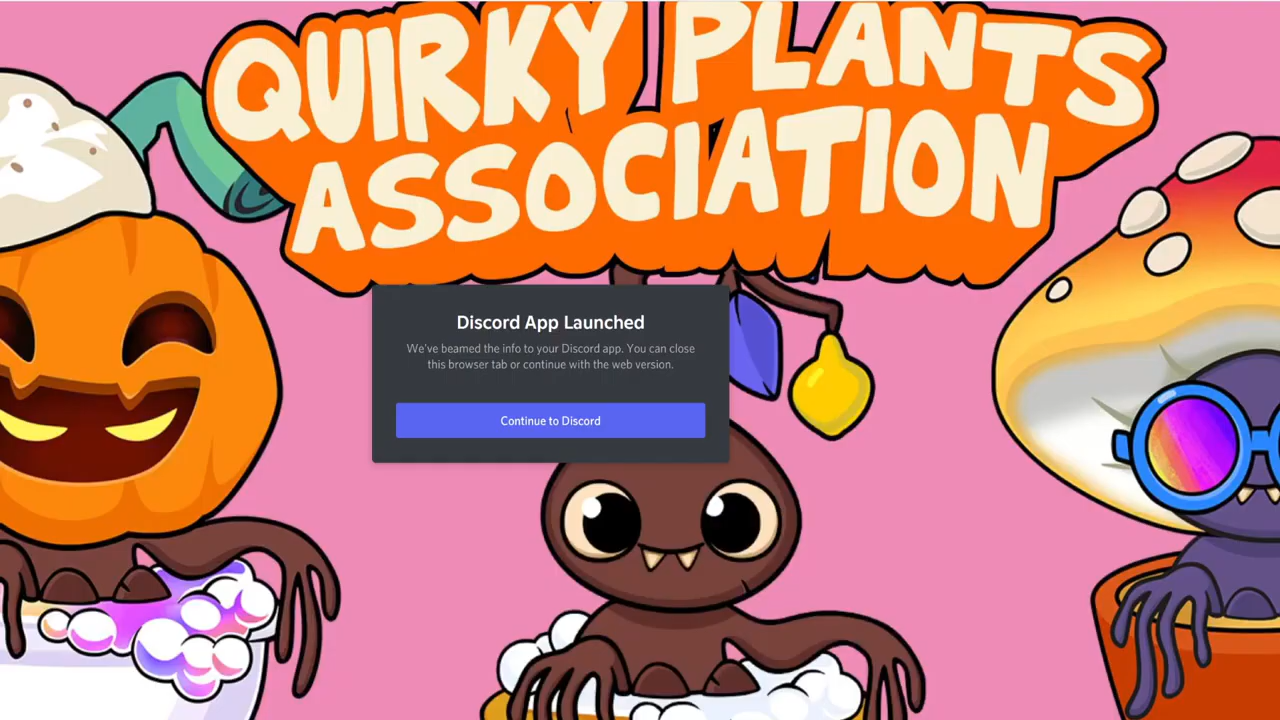 QUIRKY PLANTS
ASSOCIATION
Discord App Launched
We've beamed the info to your Discord app. You can close
this browser tab or continue with the web version.
Continue to Discord